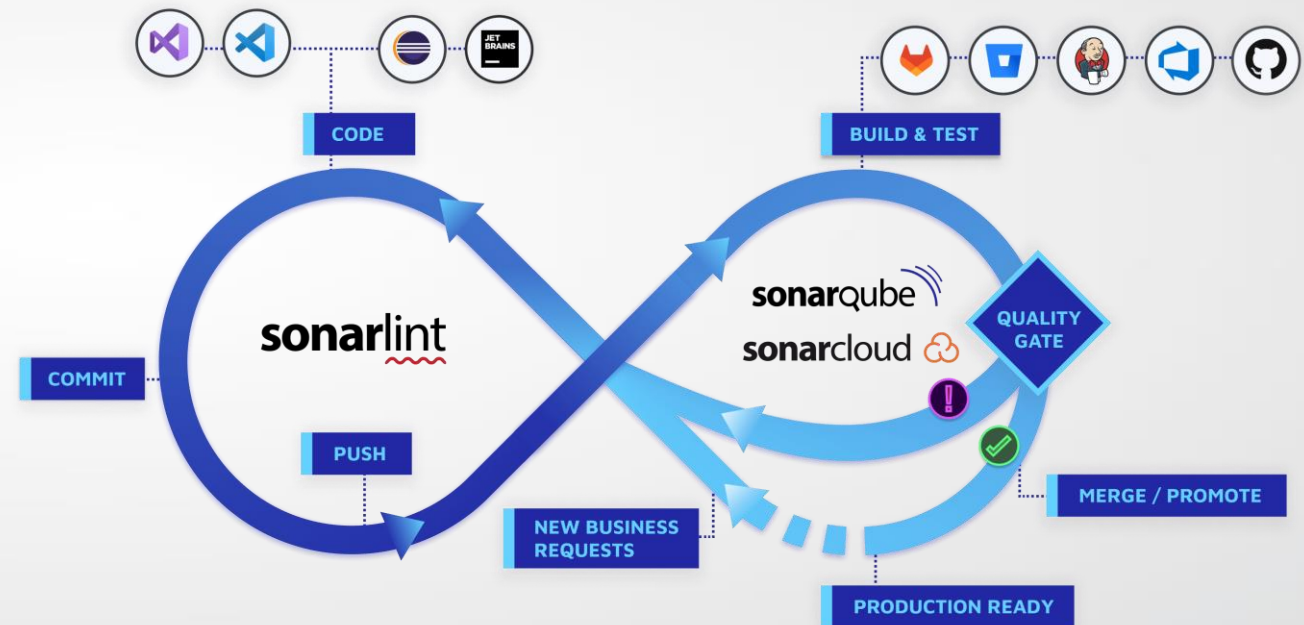 JET
BRAINS
CODE
BUILD & TEST
sonarqube
sonarcloud
QUALITY
GATE
sonarlint
COMMIT
PUSH
NEW BUSINESS
REQUESTS
MERGE / PROMOTE
PRODUCTION READY